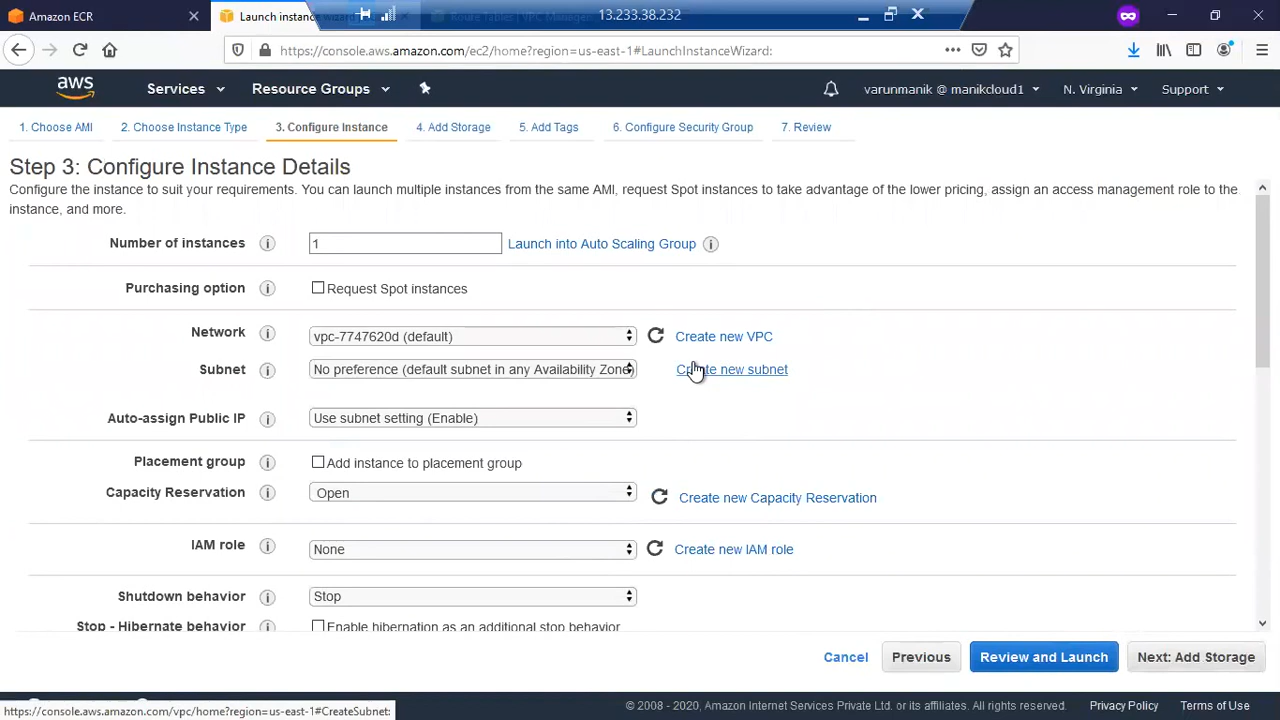 Amazon ECR
Launch instance wizard
Route Tables | VPC Manage
13.233.38.232
https://console.aws.amazon.com/ec2/home?region=us-east-1#LaunchInstanceWizard:
aws
Services
Resource Groups
varunmanik @ manikcloud1
N. Virginia
Support
1. Choose AMI
2. Choose Instance Type
3. Configure Instance
4. Add Storage
5. Add Tags
6. Configure Security Group
7. Review
Step 3: Configure Instance Details
Configure the instance to suit your requirements. You can launch multiple instances from the same AMI, request Spot instances to take advantage of the lower pricing, assign an access management role to the
instance, and more.
Number of instances
1
Launch into Auto Scaling Group
Purchasing option
Request Spot instances
Network
vpc-7747620d (default)
Create new VPC
Subnet
No preference (default subnet in any Availability Zone)
Create new subnet
Auto-assign Public IP
Use subnet setting (Enable)
Placement group
Add instance to placement group
Capacity Reservation
Open
Create new Capacity Reservation
IAM role
None
Create new IAM role
Shutdown behavior
Stop
Stop - Hibernate behavior
Enable hibernation as an additional stop behavior
Cancel
Previous
Review and Launch
Next: Add Storage
https://console.aws.amazon.com/vpc/home?region=us-east-1#CreateSubnet:
© 2008 - 2020, Amazon Internet Services Private Ltd. or its affiliates. All rights reserved.
Privacy Policy
Terms of Use